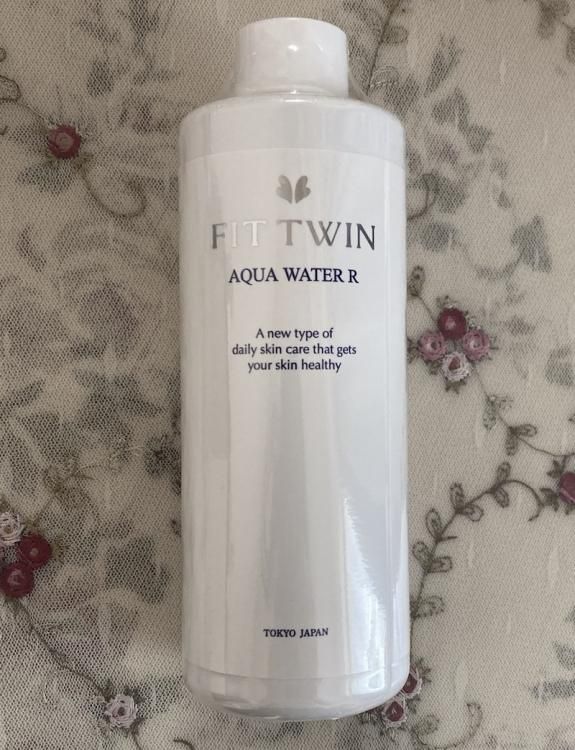 FIT TWIN
AQUA WATER R
A new type of
daily skin care that gets
your skin healthy
TOKYO JAPAN